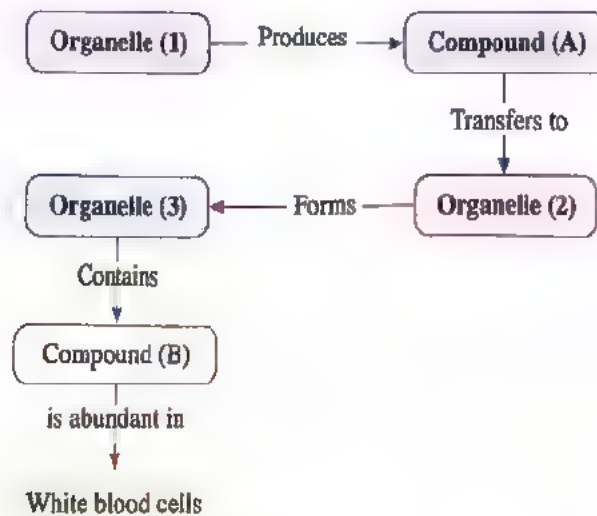 Organelle (1)
Produces
Compound (A)
Transfers to
Organelle (2)
Forms
Organelle (3)
Contains
Compound (B)
is abundant in
White blood cells